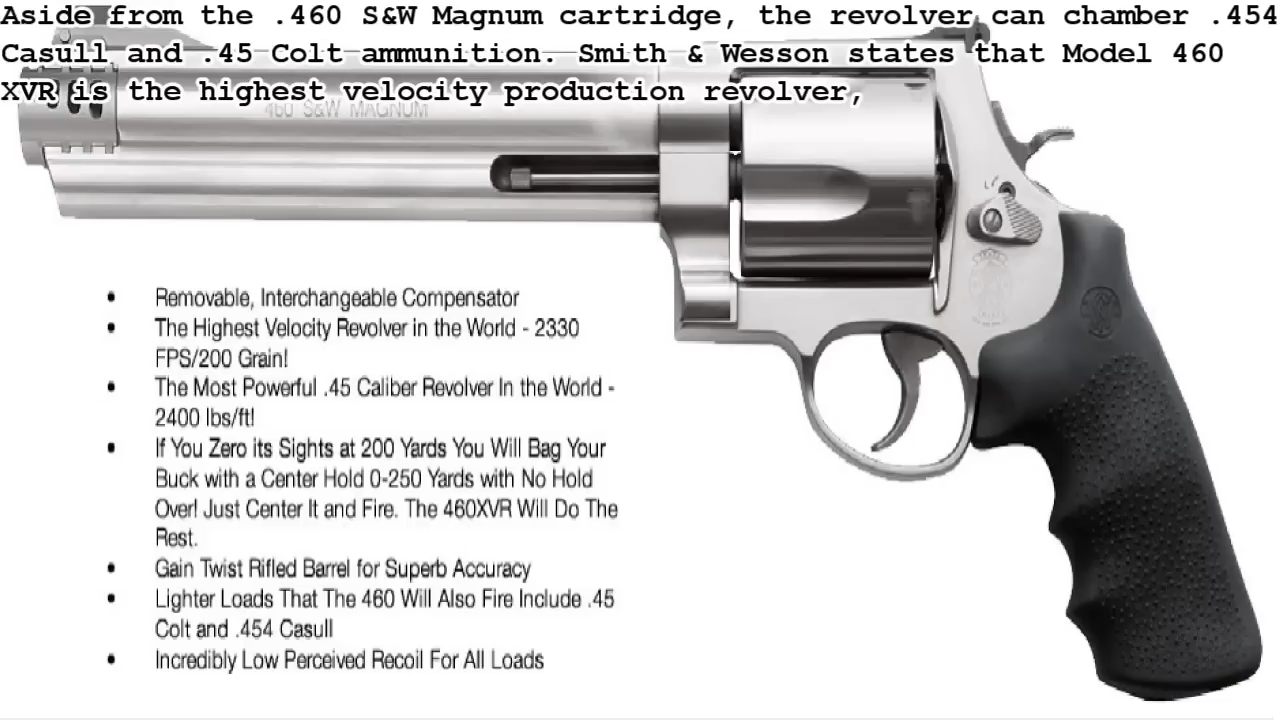 Aside from the .460 S&W Magnum cartridge, the revolver can chamber .454
Casull and .45 Colt ammunition. Smith & Wesson states that Model 460
XVR is the highest velocity production revolver,
460 S&W MAGNUM
• Removable, Interchangeable Compensator
• The Highest Velocity Revolver in the World - 2330
FPS/200 Grain!
• The Most Powerful .45 Caliber Revolver In the World -
2400 lbs/ft!
• If You Zero its Sights at 200 Yards You Will Bag Your
Buck with a Center Hold 0-250 Yards with No Hold
Over! Just Center It and Fire. The 460XVR Will Do The
Rest.
• Gain Twist Rifled Barrel for Superb Accuracy
• Lighter Loads That The 460 Will Also Fire Include .45
Colt and .454 Casull
• Incredibly Low Perceived Recoil For All Loads